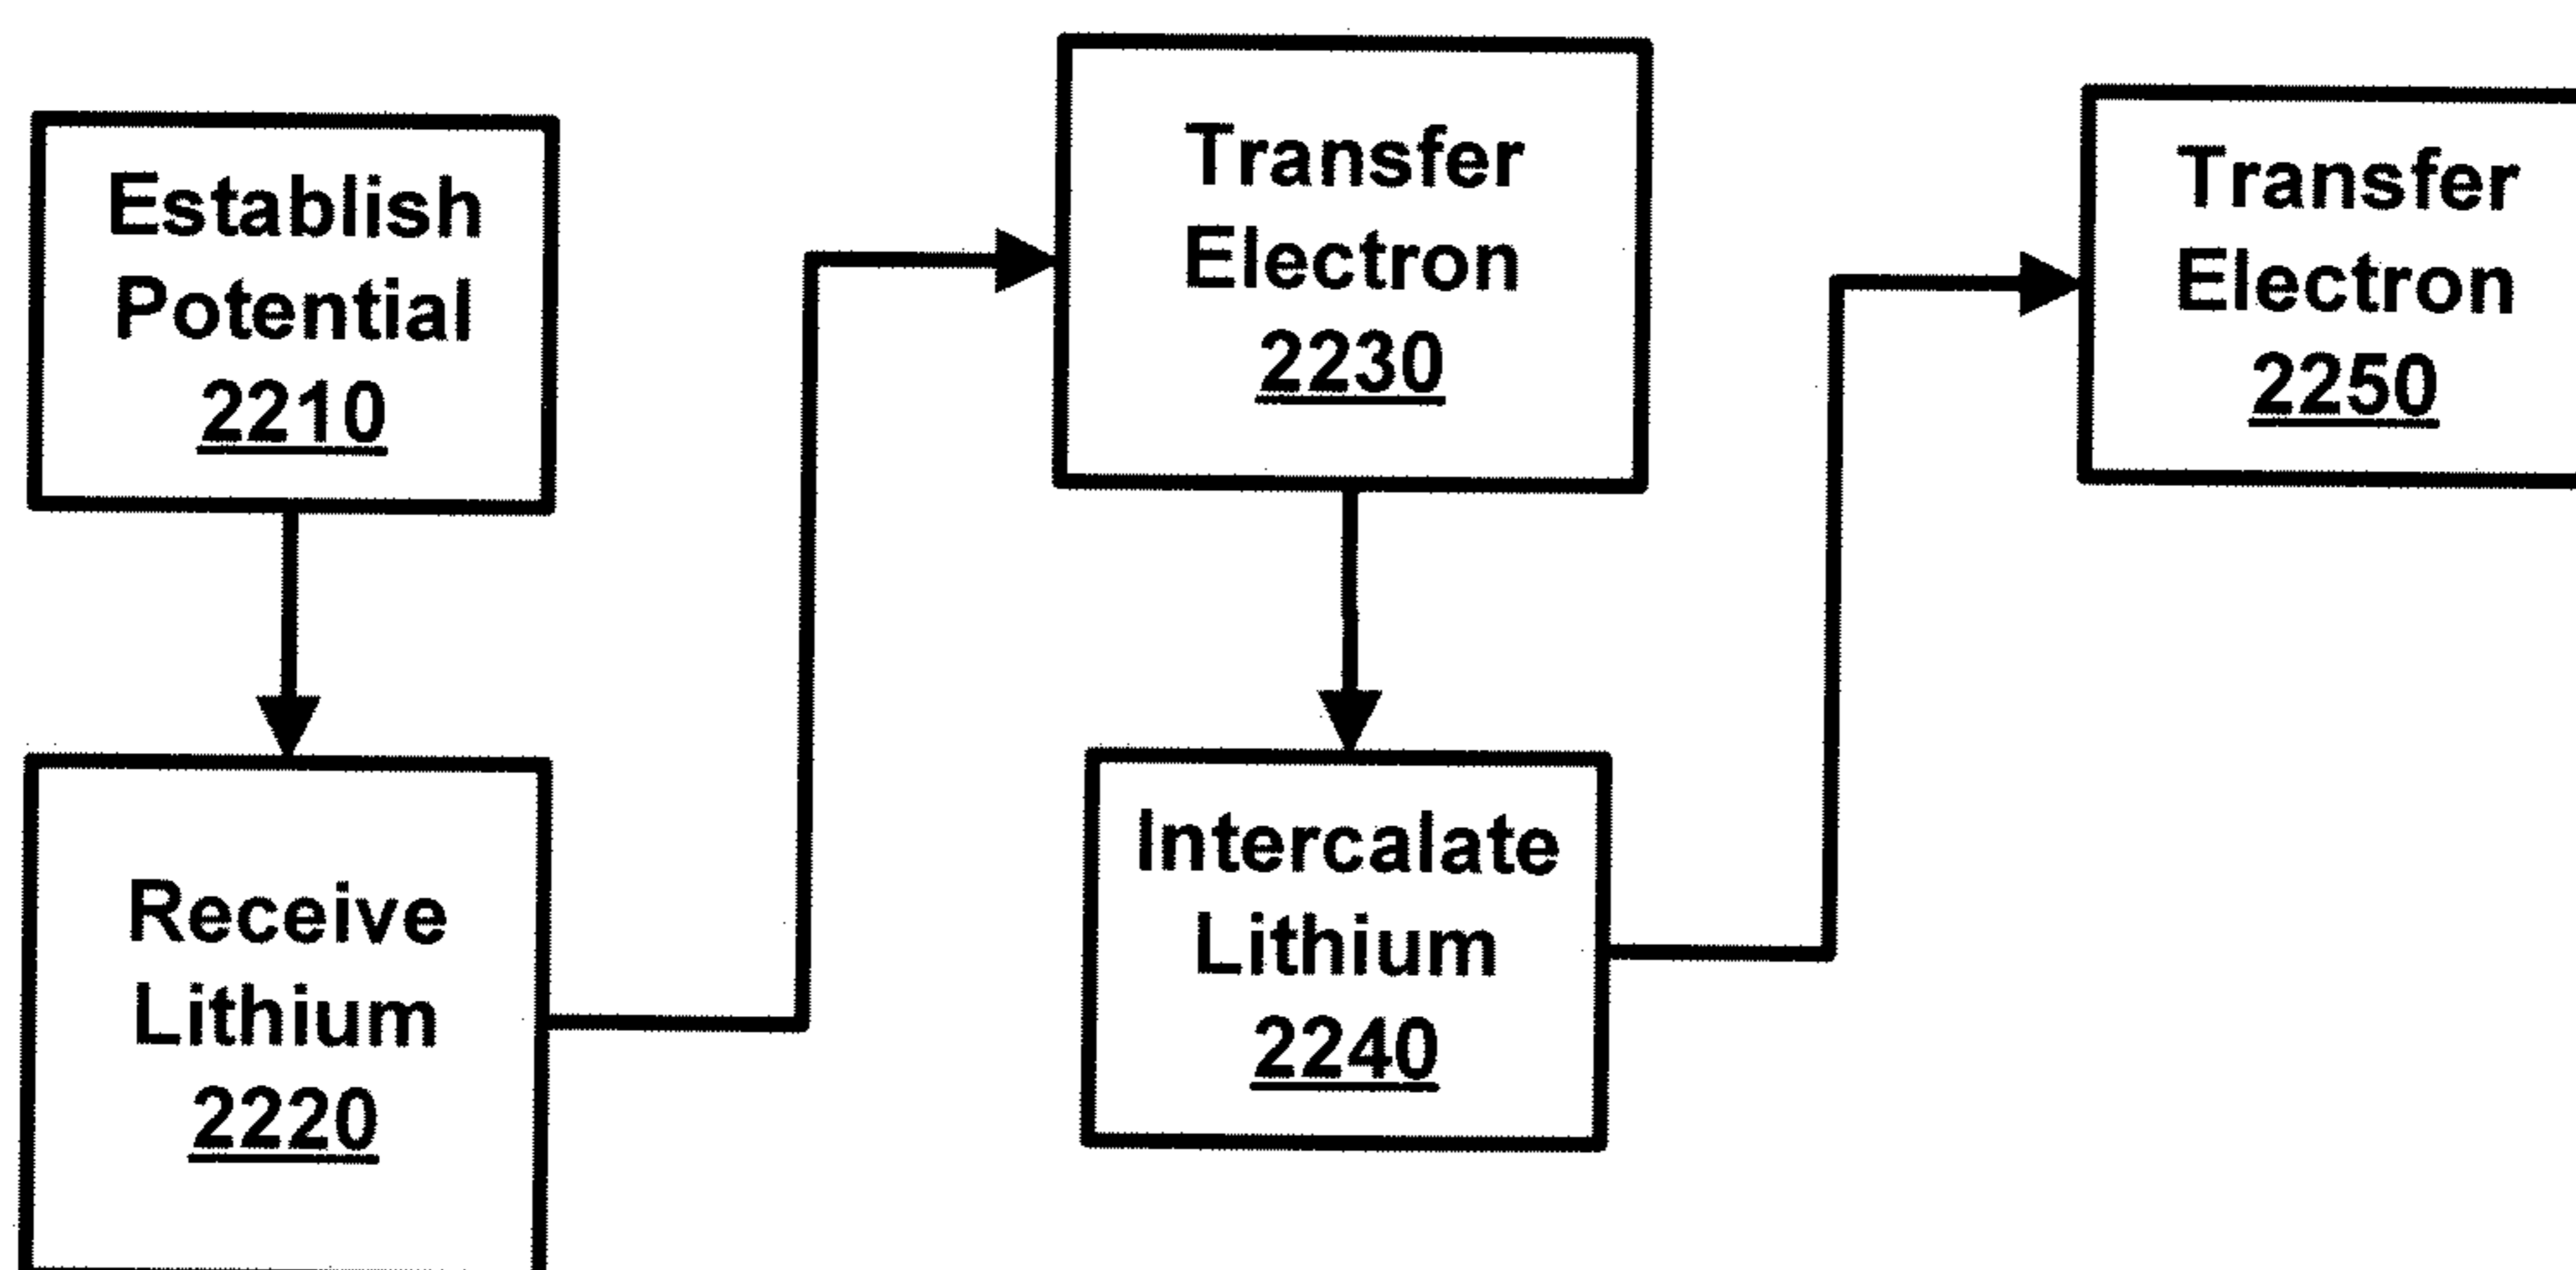 Establish
Potential
2210
Receive
Lithium
2220
Transfer
Electron
2230
Intercalate
Lithium
2240
Transfer
Electron
2250